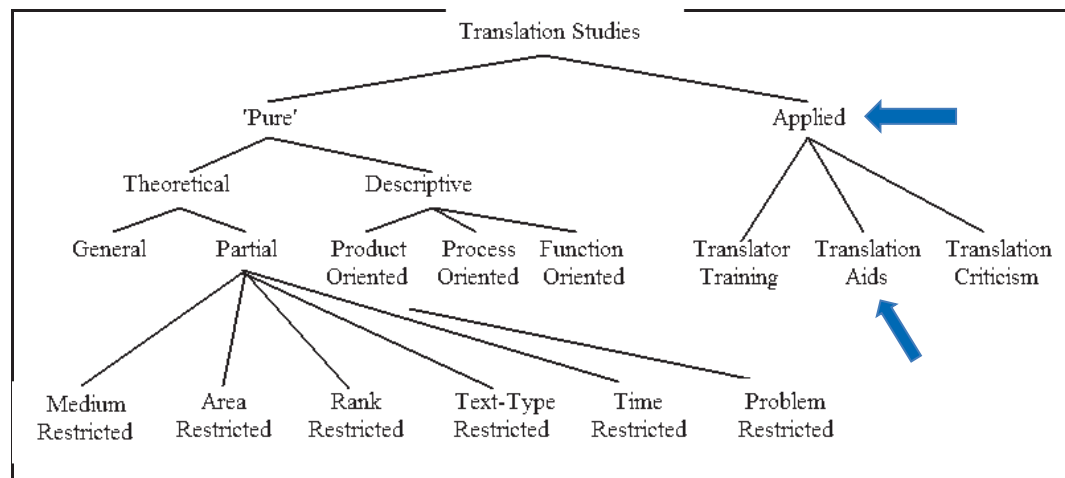 Translation Studies
'Pure'
Applied
Theoretical
Descriptive
General
Partial
Product
Oriented
Process
Oriented
Function
Oriented
Translator
Training
Translation
Aids
Translation
Criticism
Medium
Restricted
Area
Restricted
Rank
Restricted
Text-Type
Restricted
Time
Restricted
Problem
Restricted